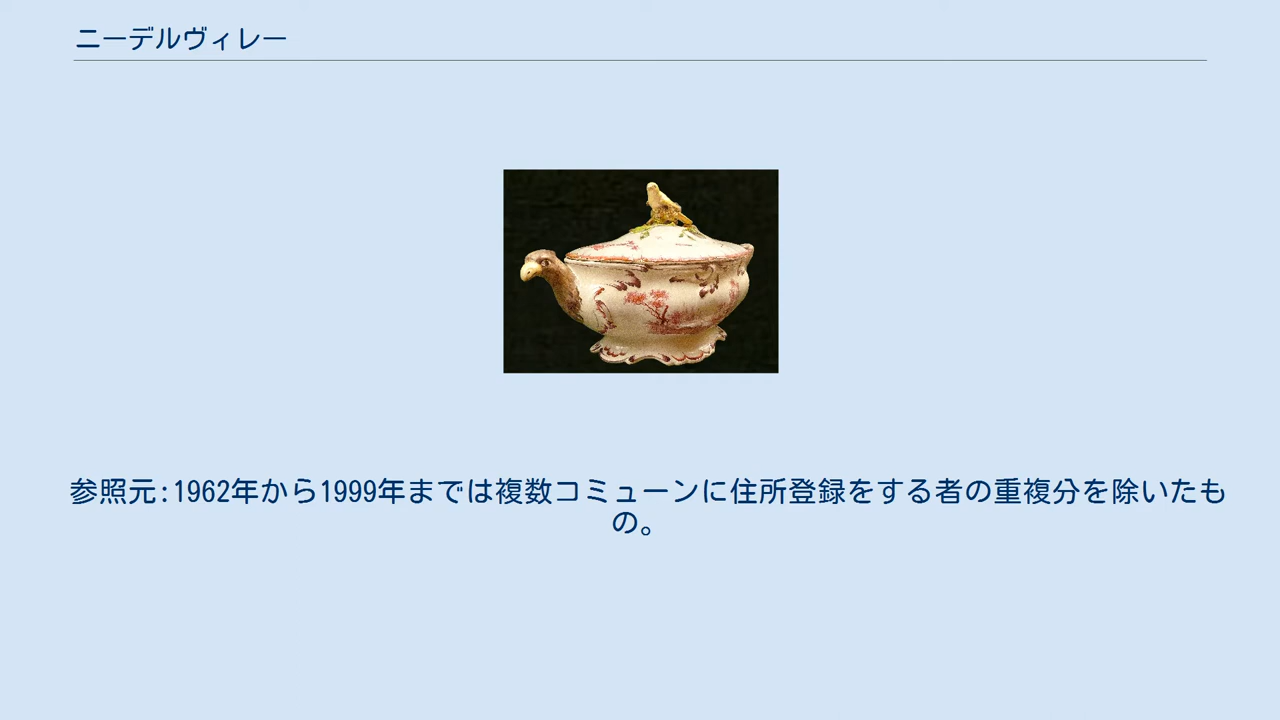 ニーデルヴィレー
参照元:1962年から1999年までは複数コミューンに住所登録をする者の重複分を除いたも
の。